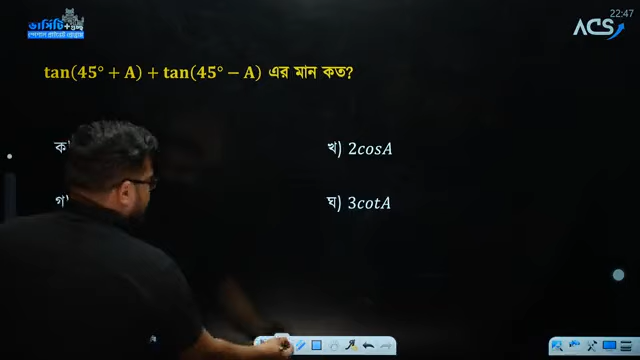 22:47
ভার্সিটি
ACS
tan(45° + A) + tan(45° − A) এর মান কত?
ক)
খ) 2cosA
গ)
ঘ) 3cotA